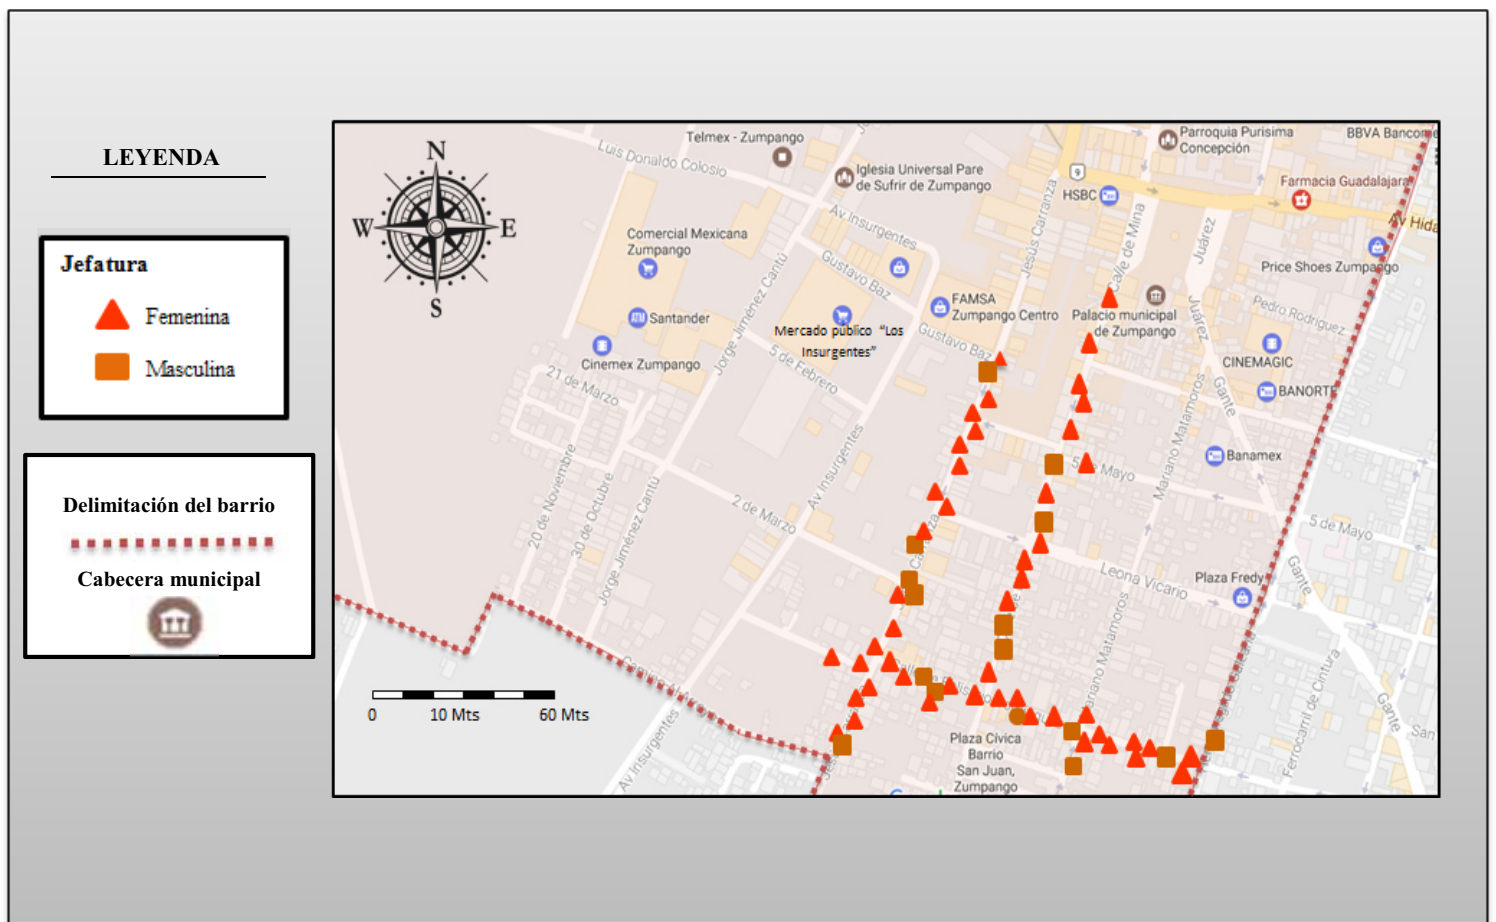 LEYENDA
Jefatura
Femenina
Masculina
Delimitación del barrio
Cabecera municipal
N
W
E
S
0
10 Mts
60 Mts
Telmex - Zumpango
Luis Donaldo Colosio
Iglesia Universal Pare
de Sufrir de Zumpango
Parroquia Purisima
Concepción
BBVA Bancome
9
HSBC
Farmacia Guadalajara
Av Hida
Comercial Mexicana
Zumpango
Av Insurgentes
Gustavo Baz
Jesús Carranza
Calle de Mina
Juárez
Price Shoes Zumpango
Santander
Jorge Jiménez Cantú
FAMSA
Zumpango Centro
Palacio municipal
de Zumpango
Juárez
Pedro Rodríguez
Mercado público "Los
Insurgentes"
Gustavo Baz
Cinemex Zumpango
5 de Febrero
CINEMAGIC
21 de Marzo
Gante
BANORTE
Mariano Matamoros
Av Insurgentes
Banamex
20 de Noviembre
30 de Octubre
Jorge Jiménez Cantú
2 de Marzo
5 de Mayo
5 de Mayo
Leona Vicario
Plaza Fredy
Gante
Mariano Matamoros
Av Insurgentes
Plaza Cívica
Barrio
San Juan,
Zumpango
Ferrocarril de Cintura
Gante
San